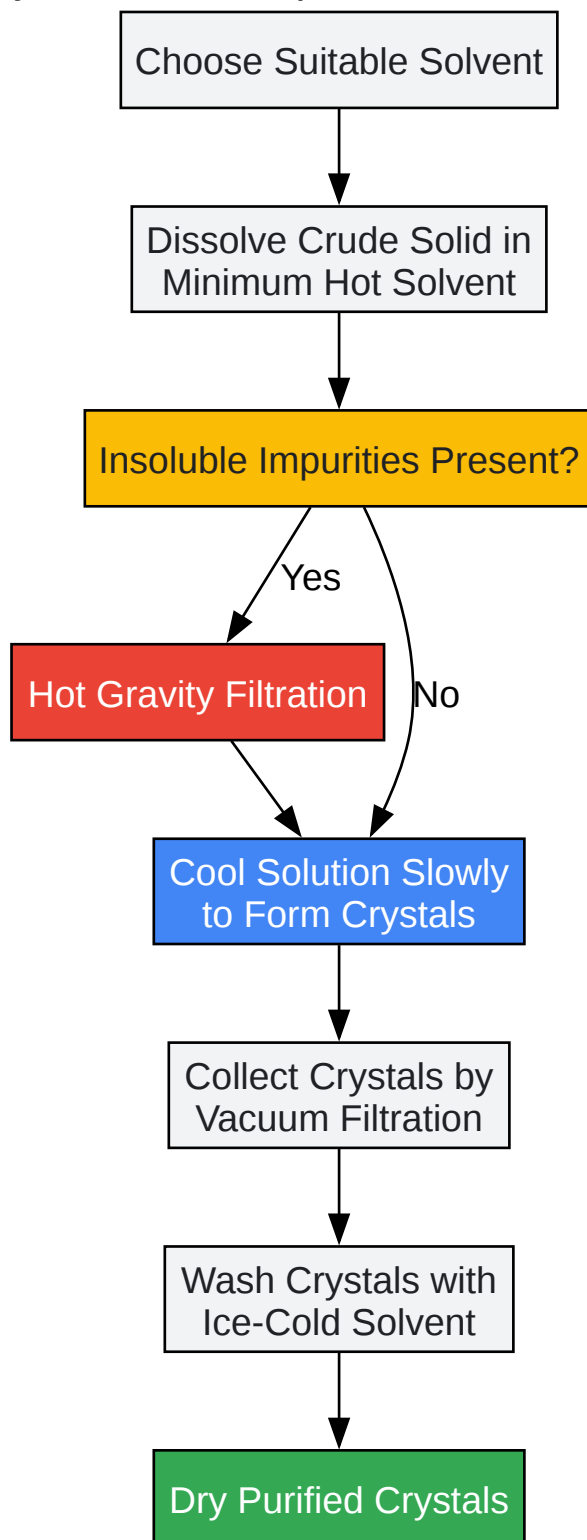 Choose Suitable Solvent
Dissolve Crude Solid in
Minimum Hot Solvent
Insoluble Impurities Present?
Yes
Hot Gravity Filtration
No
Cool Solution Slowly
to Form Crystals
Collect Crystals by
Vacuum Filtration
Wash Crystals with
Ice-Cold Solvent
Dry Purified Crystals